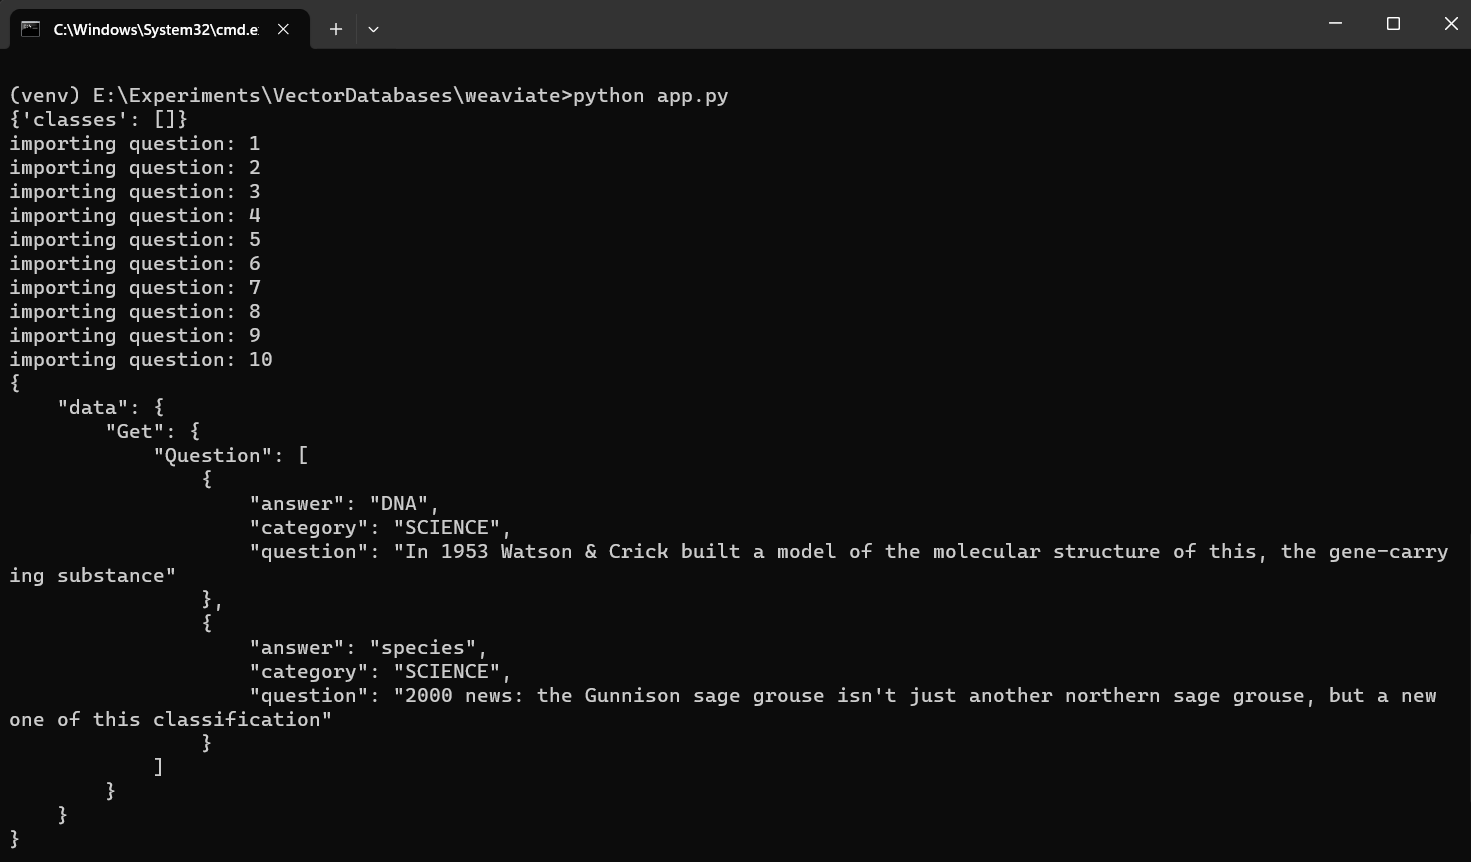 C:\Windows\System32\cmd.e
(venv) E:\Experiments\VectorDatabases\weaviate>python app.py
{'classes': []}
importing question: 1
importing question: 2
importing question: 3
importing question: 4
importing question: 5
importing question: 6
importing question: 7
importing question: 8
importing question: 9
importing question: 10
{
    "data": {
        "Get": {
            "Question": [
                {
                    "answer": "DNA",
                    "category": "SCIENCE",
                    "question": "In 1953 Watson & Crick built a model of the molecular structure of this, the gene-carry
ing substance"
                },
                {
                    "answer": "species",
                    "category": "SCIENCE",
                    "question": "2000 news: the Gunnison sage grouse isn't just another northern sage grouse, but a new
one of this classification"
                }
            ]
        }
    }
}